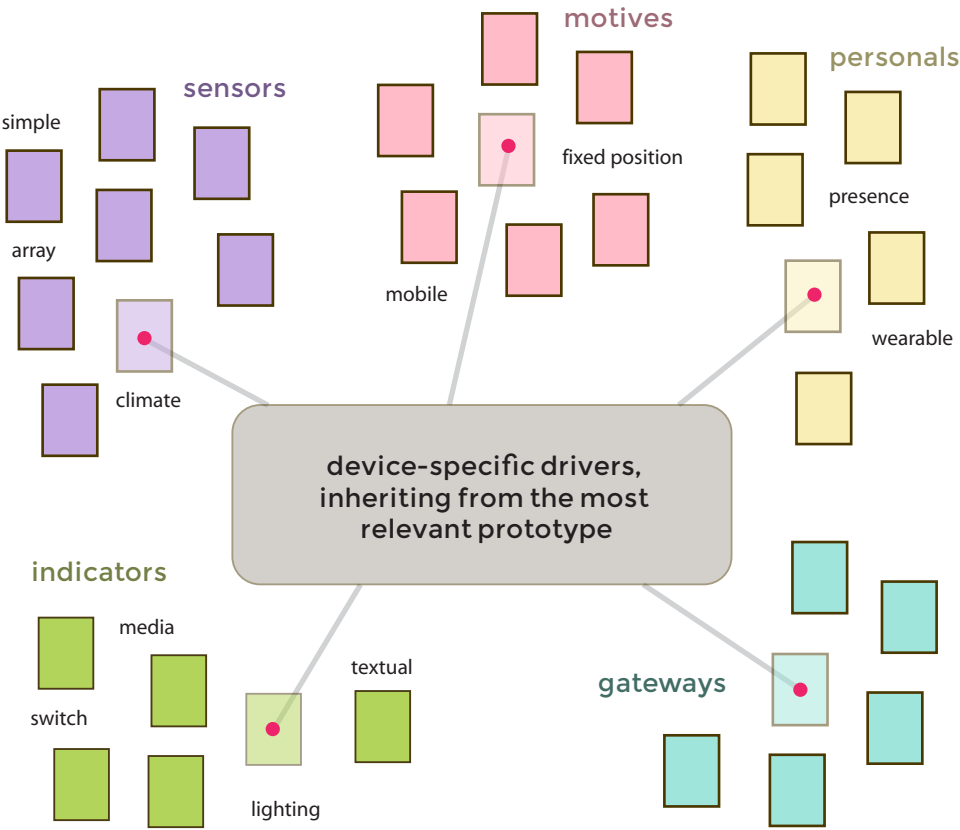 motives
personals
sensors
simple
fixed position
presence
array
mobile
wearable
climate
device-specific drivers,
inheriting from the most
relevant prototype
indicators
media
textual
gateways
switch
lighting